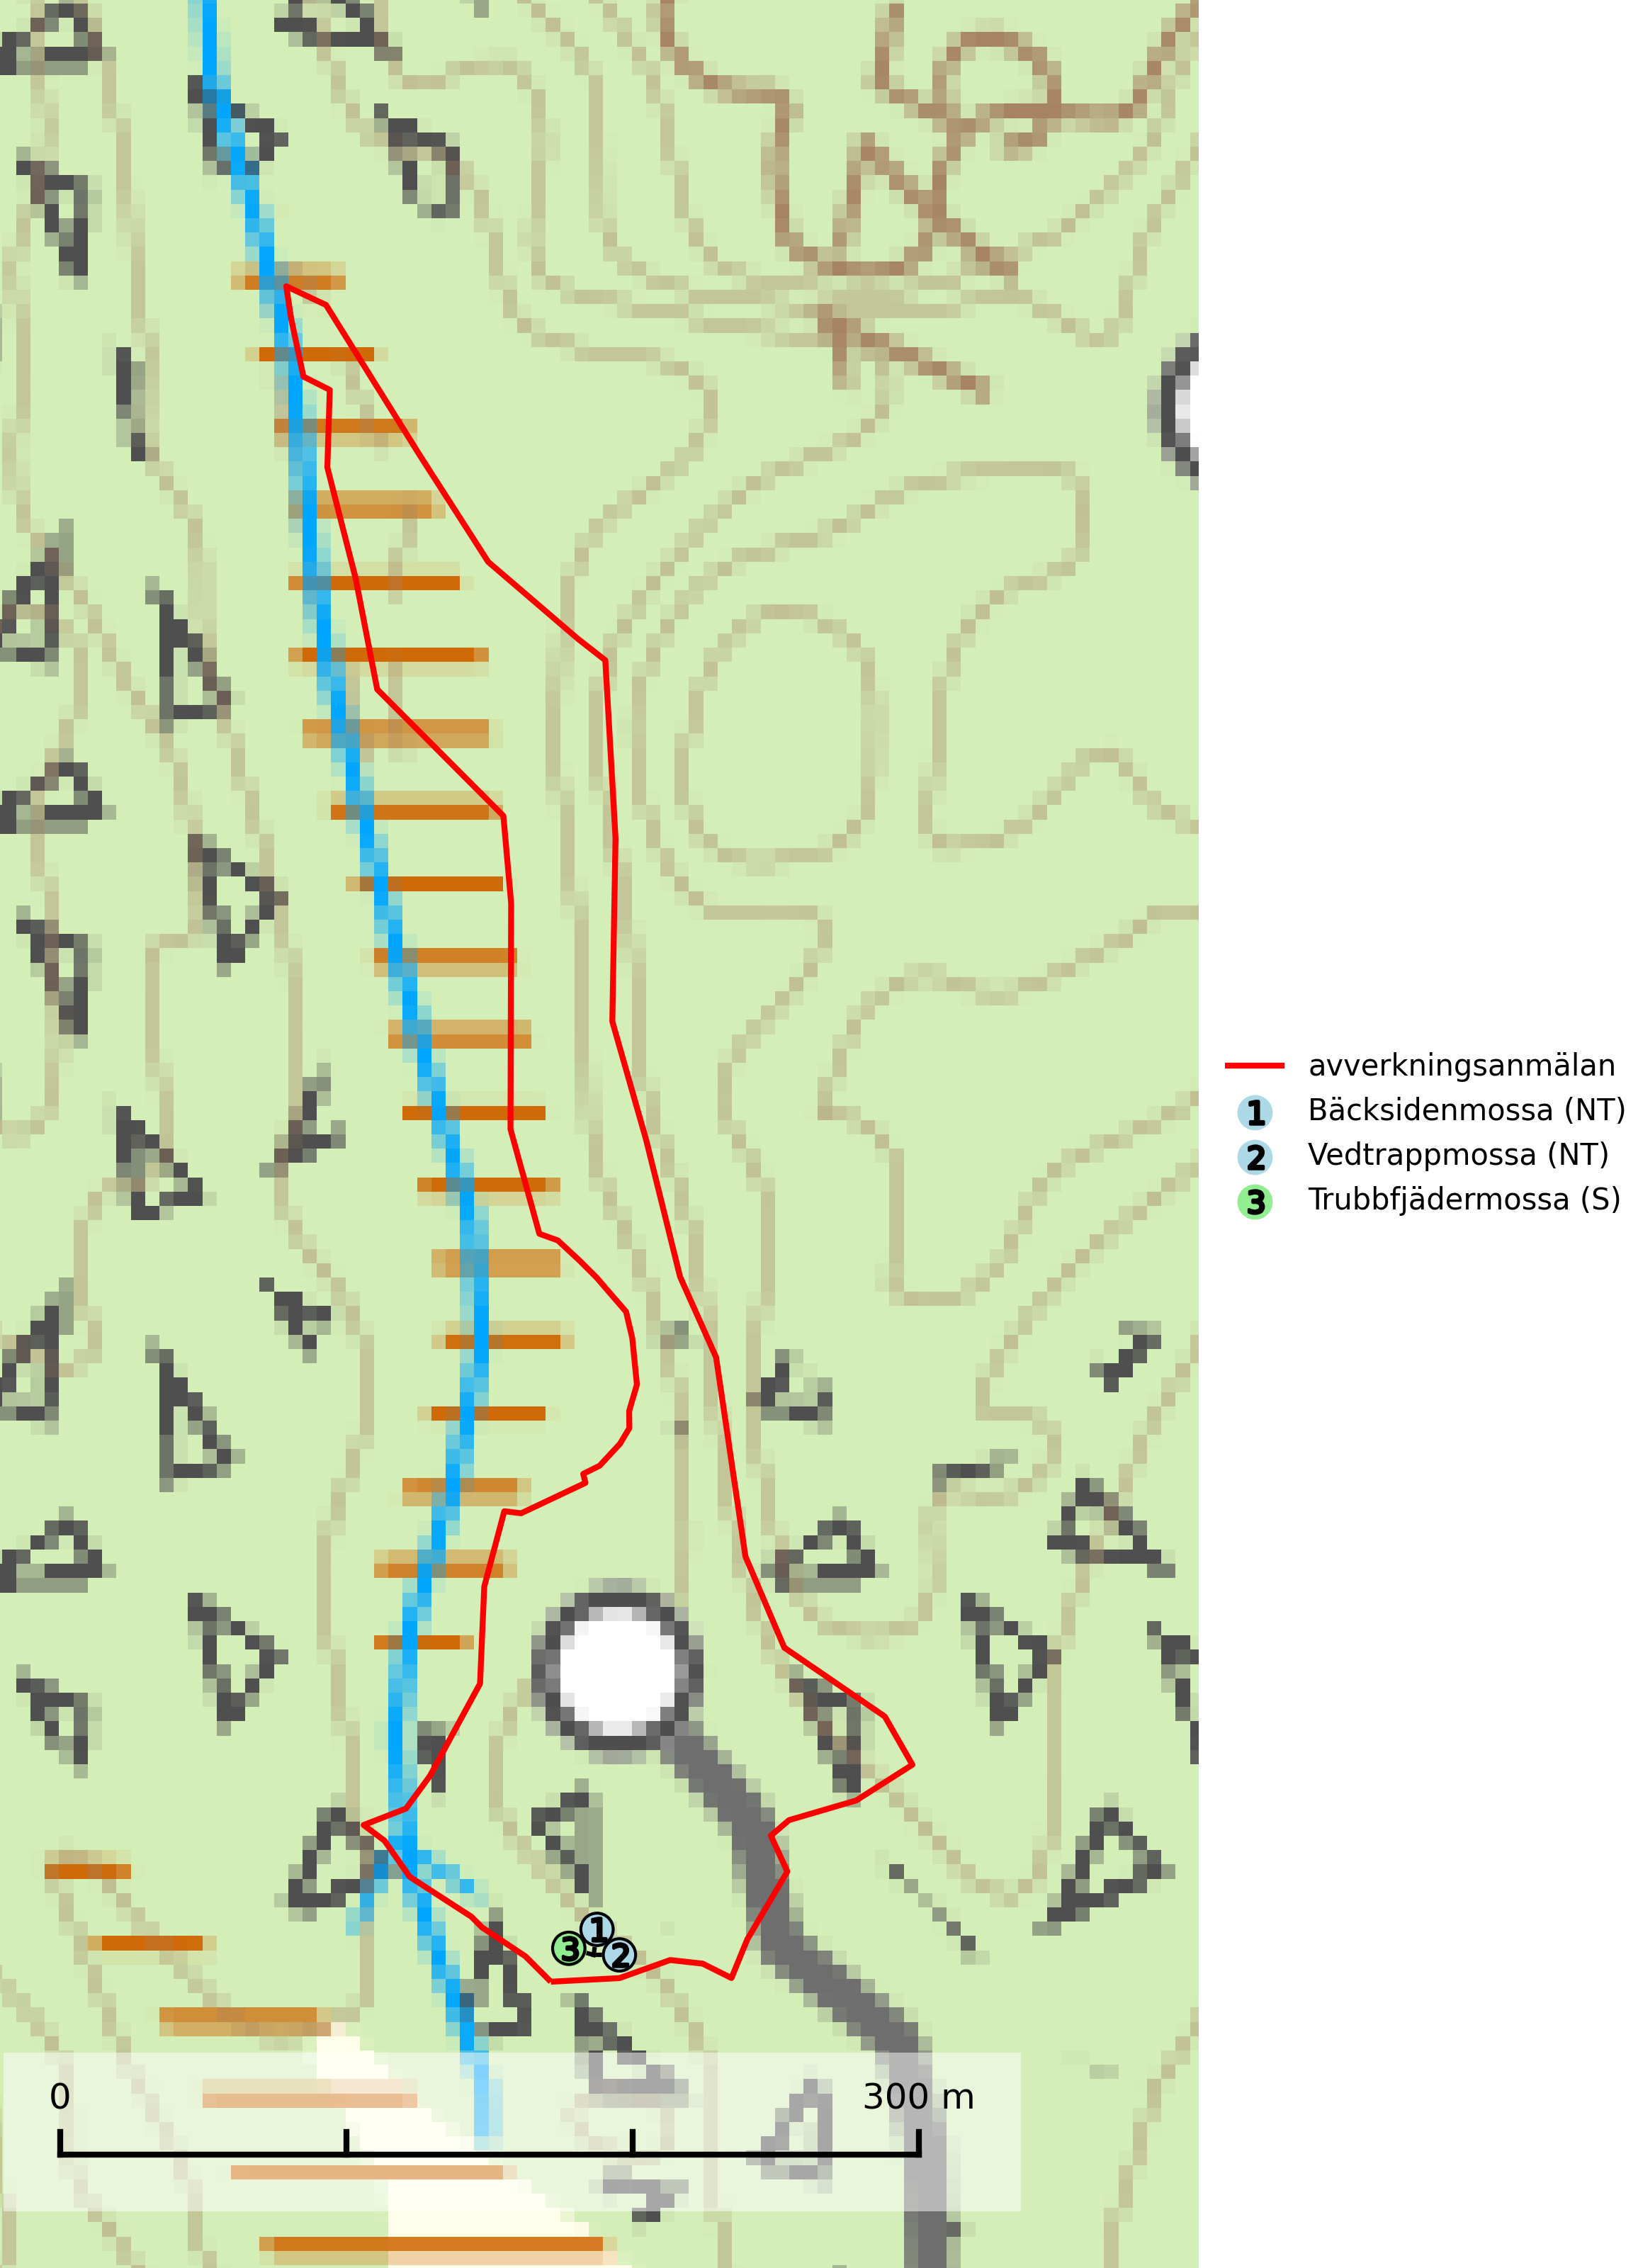 avverkningsanmälan
1 Bäcksidenmossa (NT)
2 Vedtrappmossa (NT)
3 Trubbfjädermossa (S)
1
3
2
0 300 m